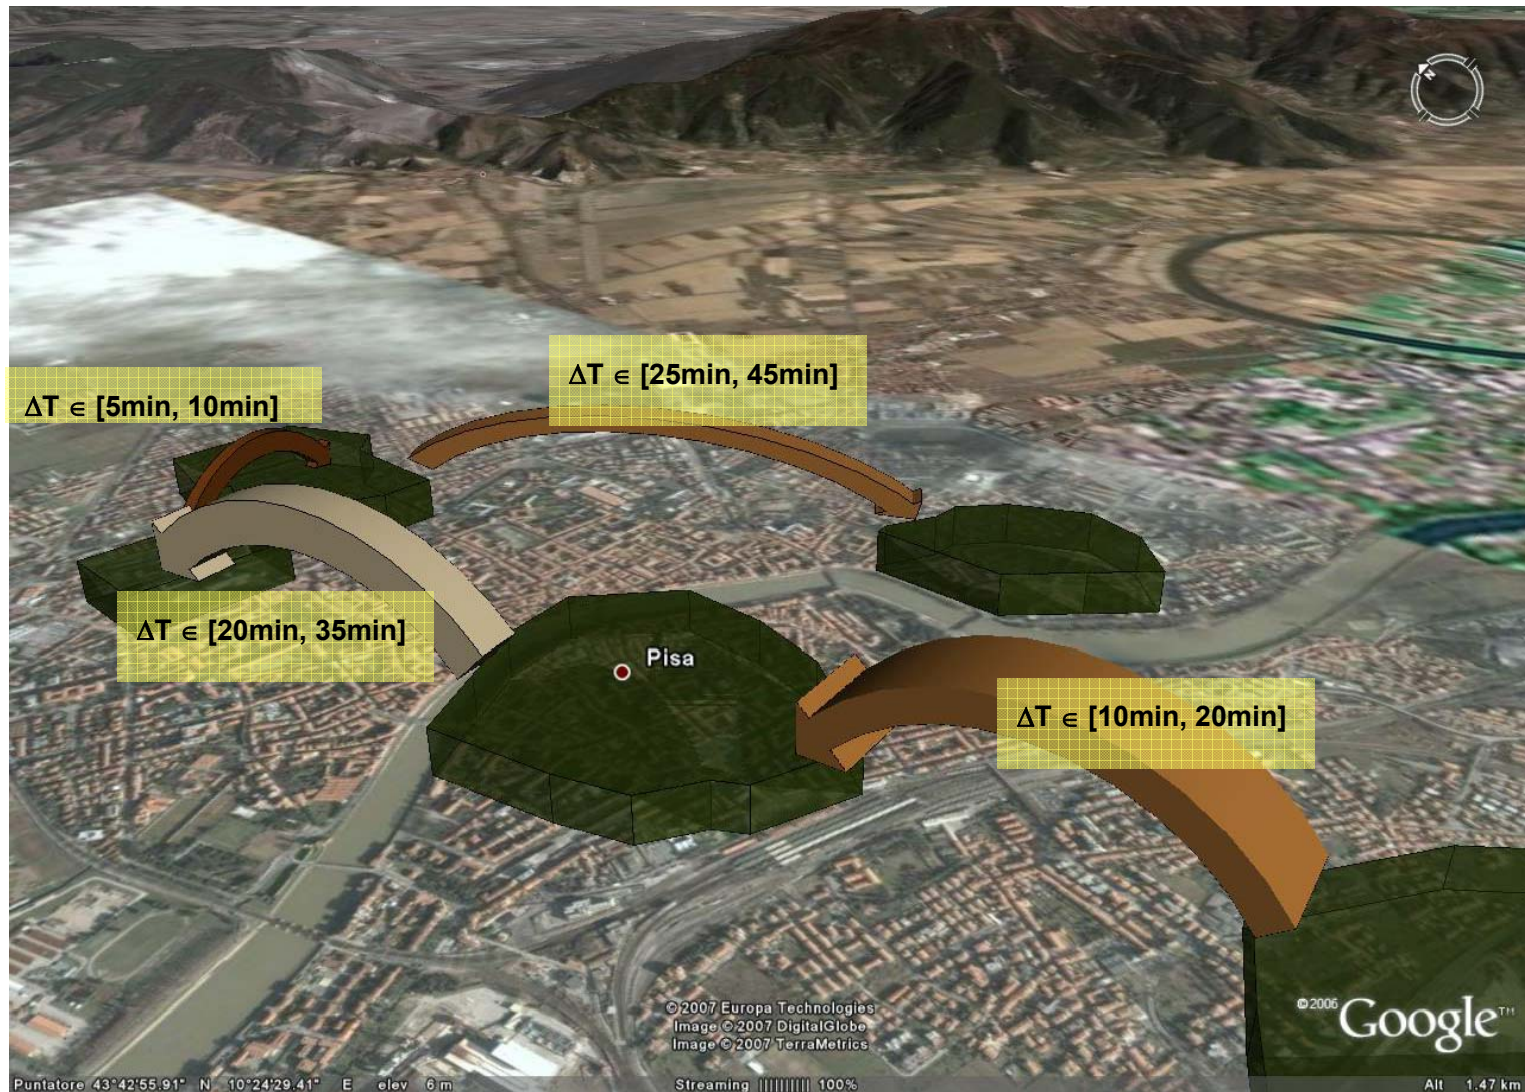 N
ΔT ∈ [25min, 45min]
ΔT ∈ [5min, 10min]
ΔT ∈ [20min, 35min]
Pisa
ΔT ∈ [10min, 20min]
© 2007 Europa Technologies
Image © 2007 DigitalGlobe
Image © 2007 TerraMetrics
©2006 Google™
Puntatore 43°42'55.91" N 10°24'29.41" E elev 6 m Streaming |||||||||| 100% Alt 1.47 km